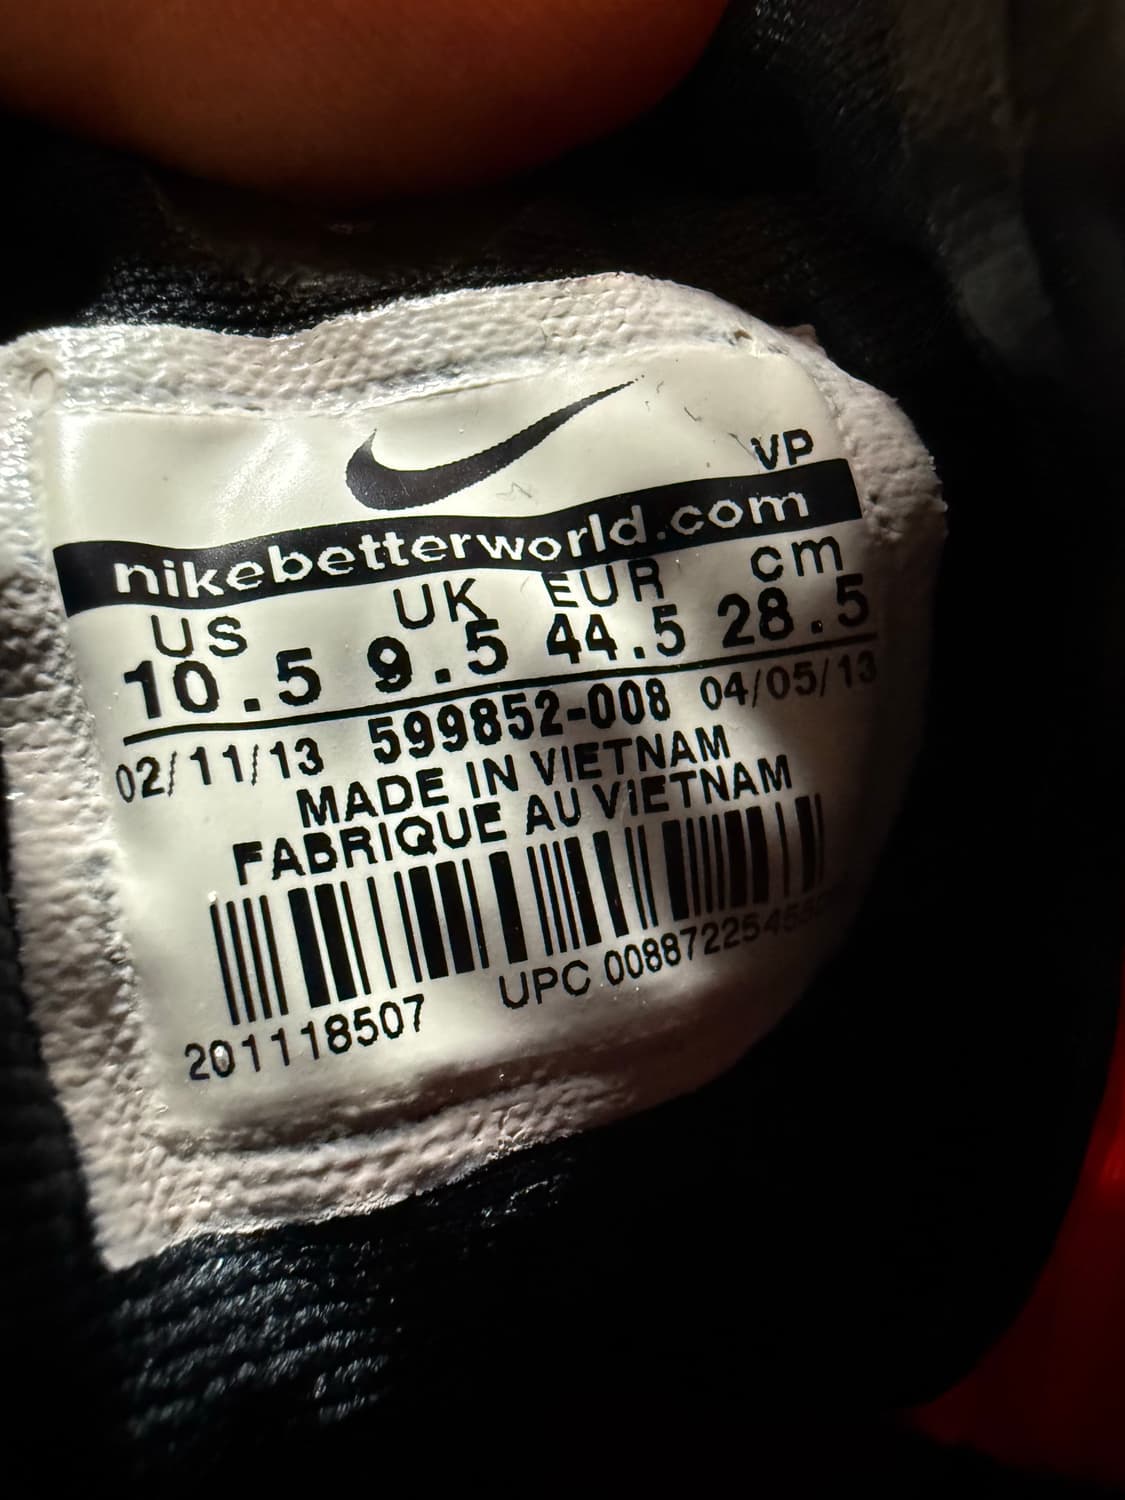 VP
nikebetterworld.com
US UK EUR cm
10.5 9.5 44.5 28.5
02/11/13 599852-008 04/05/13
MADE IN VIETNAM
FABRIQUE AU VIETNAM
201118507 UPC